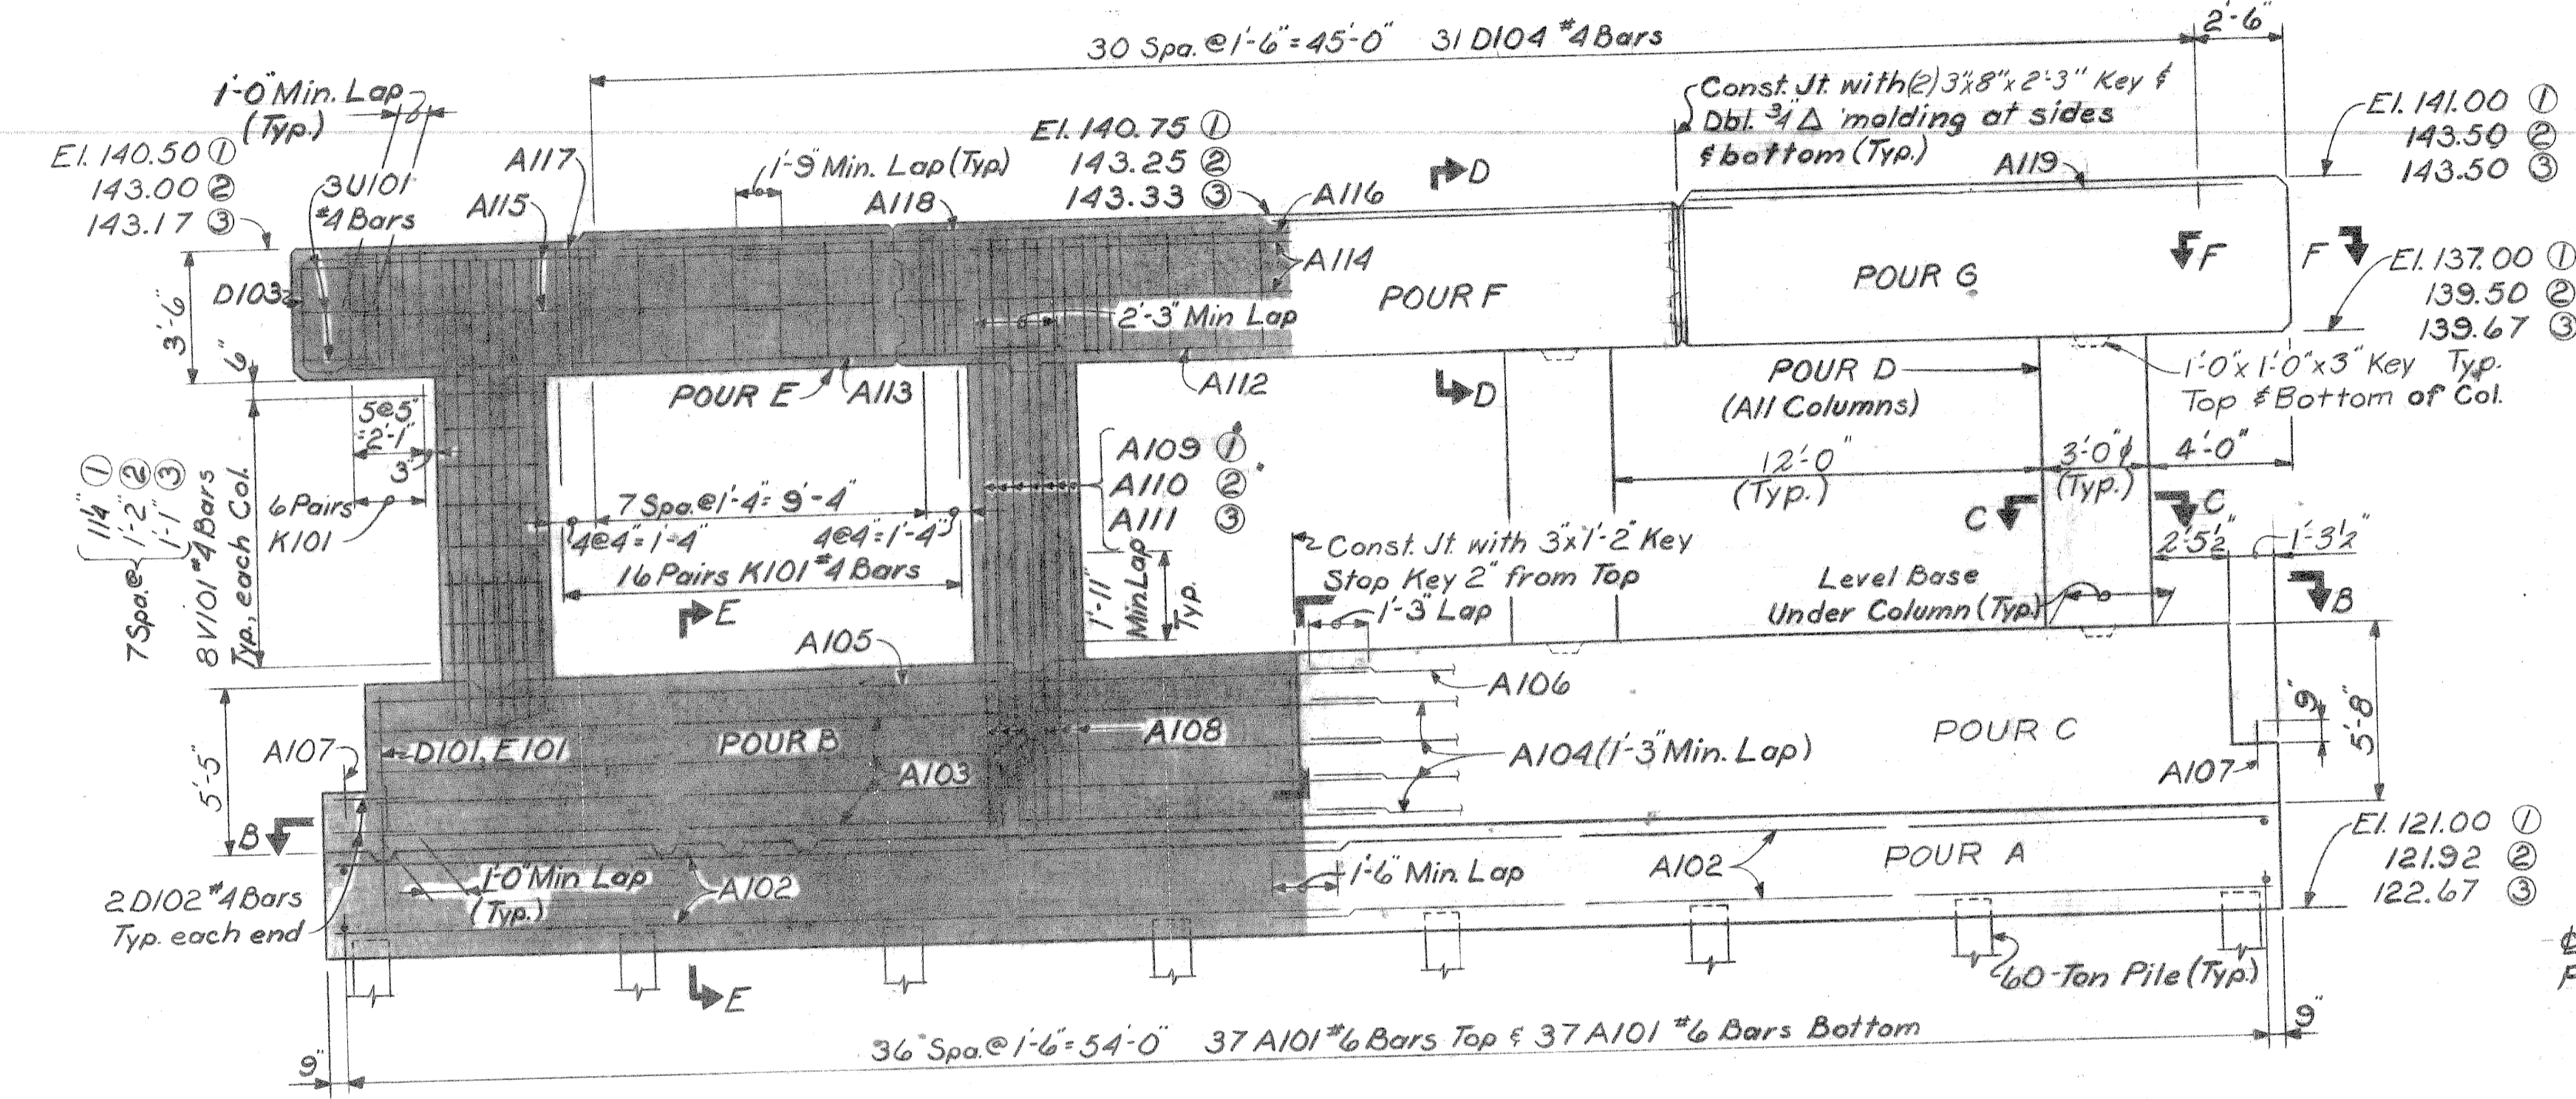 30 Spa. @ 1'-6" = 45'-0" 31 D104 #4 Bars
2'-6"
1'-0" Min. Lap
(Typ.)
El. 140.50 ①
143.00 ②
143.17 ③
3U101
#4 Bars
A115
A117
1'-9" Min. Lap (Typ)
A118
El. 140.75 ①
143.25 ②
143.33 ③
A116
A114
D
Const. Jt. with (2) 3"x8"x2'-3" Key &
Dbl. 3/4" Δ molding at sides
& bottom (Typ.)
A119
El. 141.00 ①
143.50 ②
143.50 ③
F
F
El. 137.00 ①
139.50 ②
139.67 ③
D103
3'-6"
6"
2'-3" Min Lap
POUR F
POUR G
POUR E
A113
A112
D
POUR D
(All Columns)
1'-0"x1'-0"x3" Key Typ.
Top & Bottom of Col.
5@5"
=2'-1"
3"
6 Pairs
K101
7 Spa. @
11¼" ①
1'-2" ②
1'-1" ③
8 V101 #4 Bars
Typ., each Col.
7 Spa. @ 1'-4" = 9'-4"
4@4"=1'-4"
4@4"=1'-4"
16 Pairs K101 #4 Bars
E
A109 ①
A110 ②
A111 ③
1'-11"
Min Lap
Typ.
12'-0"
(Typ.)
3'-0"⌀
(Typ.)
4'-0"
C
C
2'-5½"
1'-3½"
Const. Jt. with 3"x1'-2" Key
Stop Key 2" from Top
1'-3" Lap
Level Base
Under Column (Typ.)
B
A105
A106
5'-5"
A107
D101, E101
POUR B
A108
A103
A104 (1'-3" Min. Lap)
POUR C
A107
9"
5'-8"
B
2 D102 #4 Bars
Typ. each end
1'-0" Min Lap
(Typ.)
A102
1'-6" Min. Lap
A102
POUR A
El. 121.00 ①
121.92 ②
122.67 ③
E
60-Ton Pile (Typ.)
9"
36 Spa. @ 1'-6" = 54'-0" 37 A101 #6 Bars Top & 37 A101 #6 Bars Bottom
9"